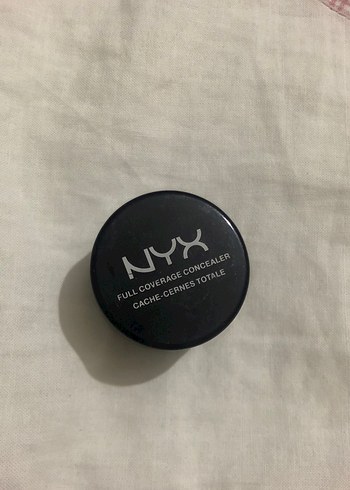 NYX
FULL COVERAGE CONCEALER
CACHE-CERNES TOTALE